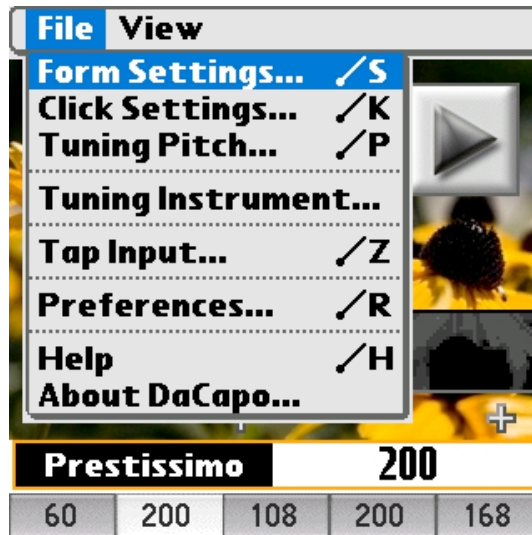 File View
Form Settings... /S
Click Settings... /K
Tuning Pitch... /P
Tuning Instrument...
Tap Input... /Z
Preferences... /R
Help /H
About DaCapo...
Prestissimo 200
60 200 108 200 168